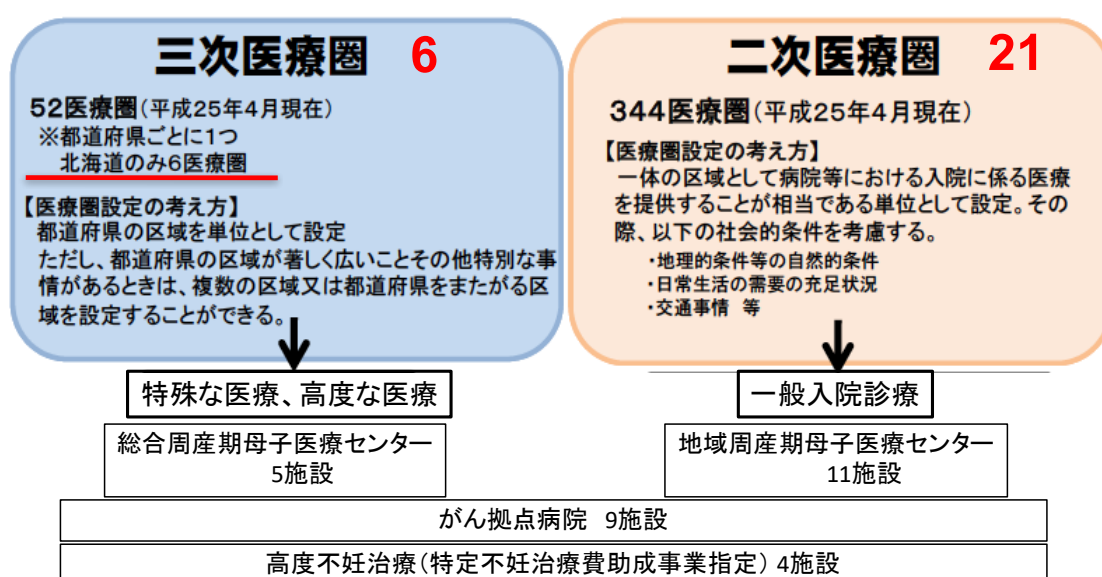 三次医療圏 6
52医療圏(平成25年4月現在)
※都道府県ごとに1つ
北海道のみ6医療圏
【医療圏設定の考え方】
都道府県の区域を単位として設定
ただし、都道府県の区域が著しく広いことその他特別な事
情があるときは、複数の区域又は都道府県をまたがる区
域を設定することができる。
特殊な医療、高度な医療
総合周産期母子医療センター
5施設
二次医療圏 21
344医療圏(平成25年4月現在)
【医療圏設定の考え方】
一体の区域として病院等における入院に係る医療
を提供することが相当である単位として設定。その
際、以下の社会的条件を考慮する。
・地理的条件等の自然的条件
・日常生活の需要の充足状況
・交通事情 等
一般入院診療
地域周産期母子医療センター
11施設
がん拠点病院 9施設
高度不妊治療(特定不妊治療費助成事業指定) 4施設